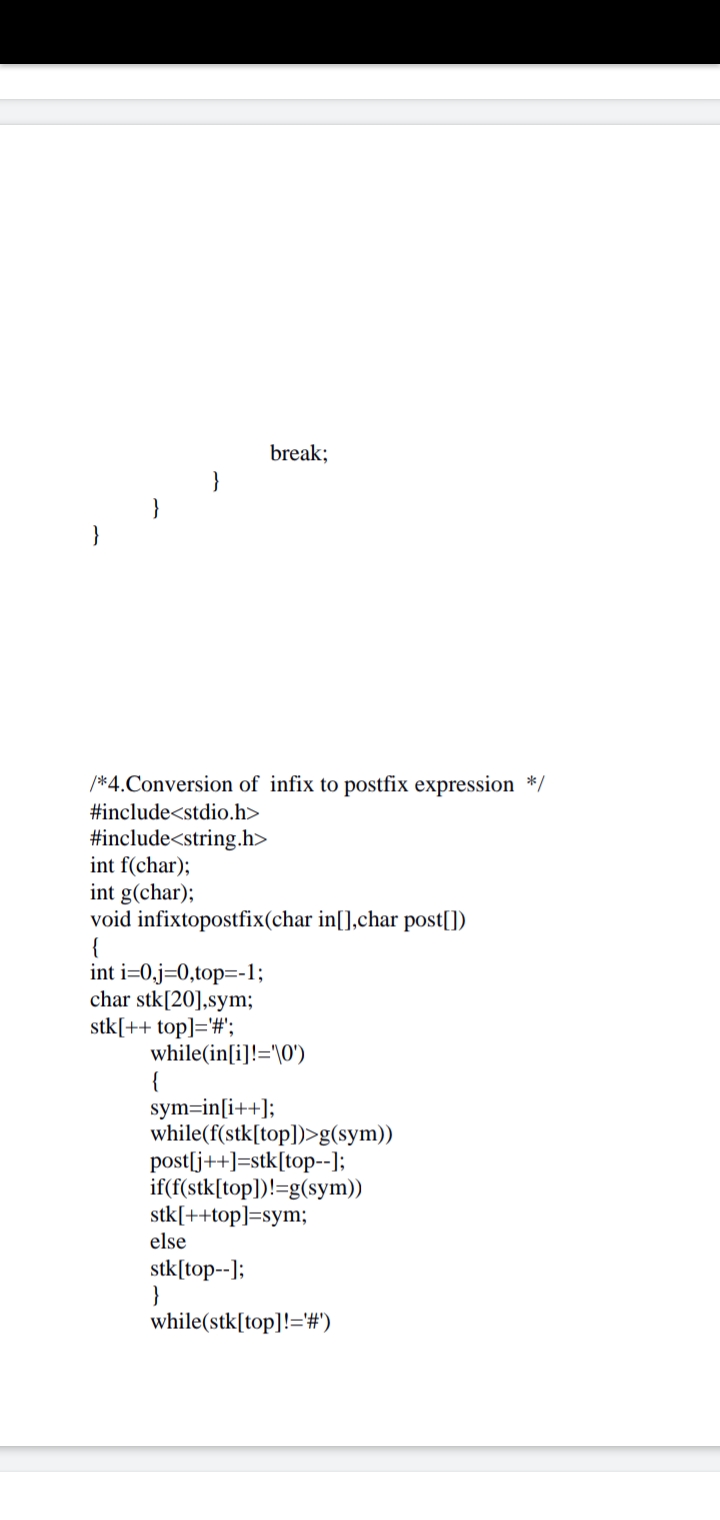 break;
}
}
}
/*4.Conversion of  infix to postfix expression  */
#include<stdio.h>
#include<string.h>
int f(char);
int g(char);
void infixtopostfix(char in[],char post[])
{
int i=0,j=0,top=-1;
char stk[20],sym;
stk[++ top]='#';
while(in[i]!='\0')
{
sym=in[i++];
while(f(stk[top])>g(sym))
post[j++]=stk[top--];
if(f(stk[top])!=g(sym))
stk[++top]=sym;
else
stk[top--];
}
while(stk[top]!='#')